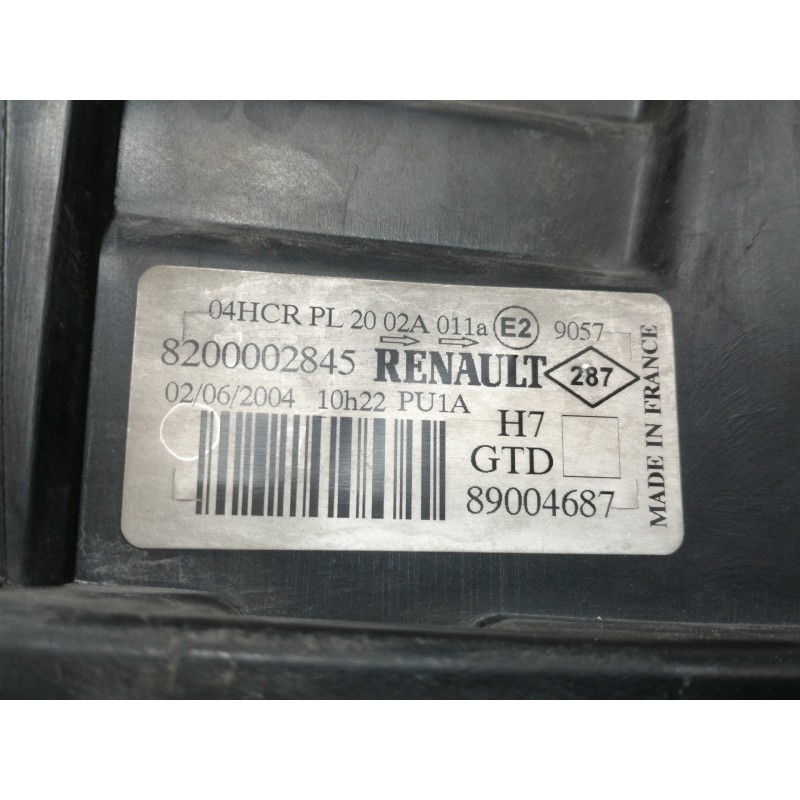 04HCR PL 20 02A 011a E2 9057
8200002845 RENAULT 287
02/06/2004 10h22 PU1A
H7
GTD
89004687
MADE IN FRANCE